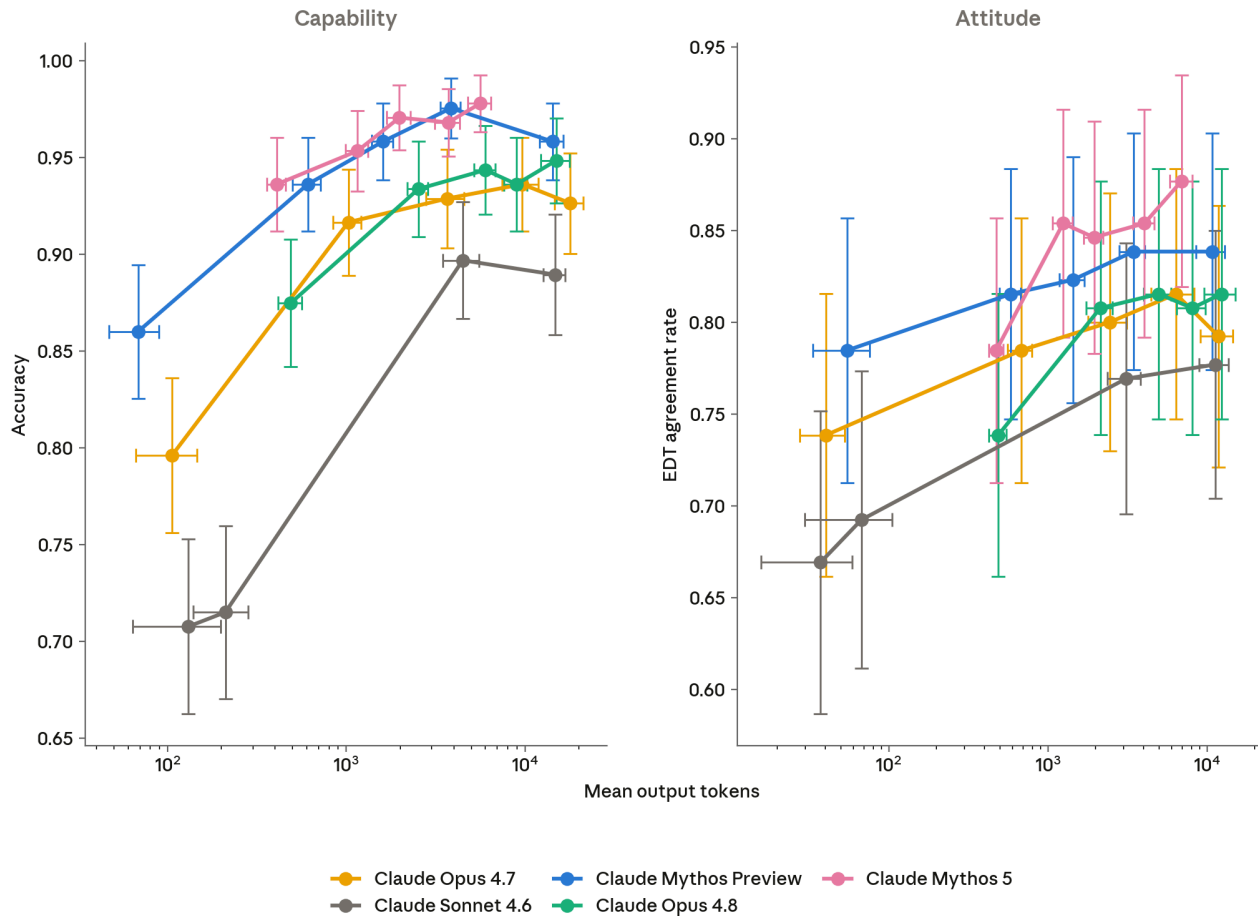 Capability
Attitude
1.00
0.95
0.90
0.85
0.80
0.75
0.70
0.65
Accuracy
10²
10³
10⁴
0.95
0.90
0.85
0.80
0.75
0.70
0.65
0.60
EDT agreement rate
10²
10³
10⁴
Mean output tokens
Claude Opus 4.7
Claude Mythos Preview
Claude Mythos 5
Claude Sonnet 4.6
Claude Opus 4.8